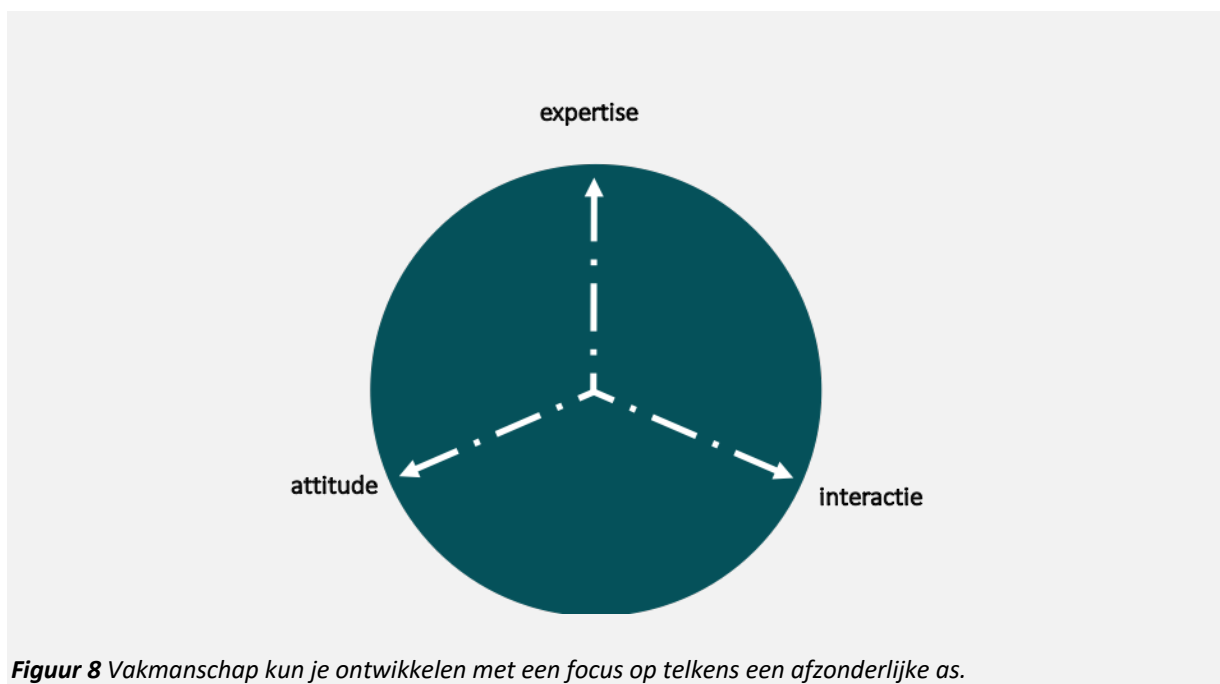 expertise
attitude
interactie
Figuur 8 Vakmanschap kun je ontwikkelen met een focus op telkens een afzonderlijke as.